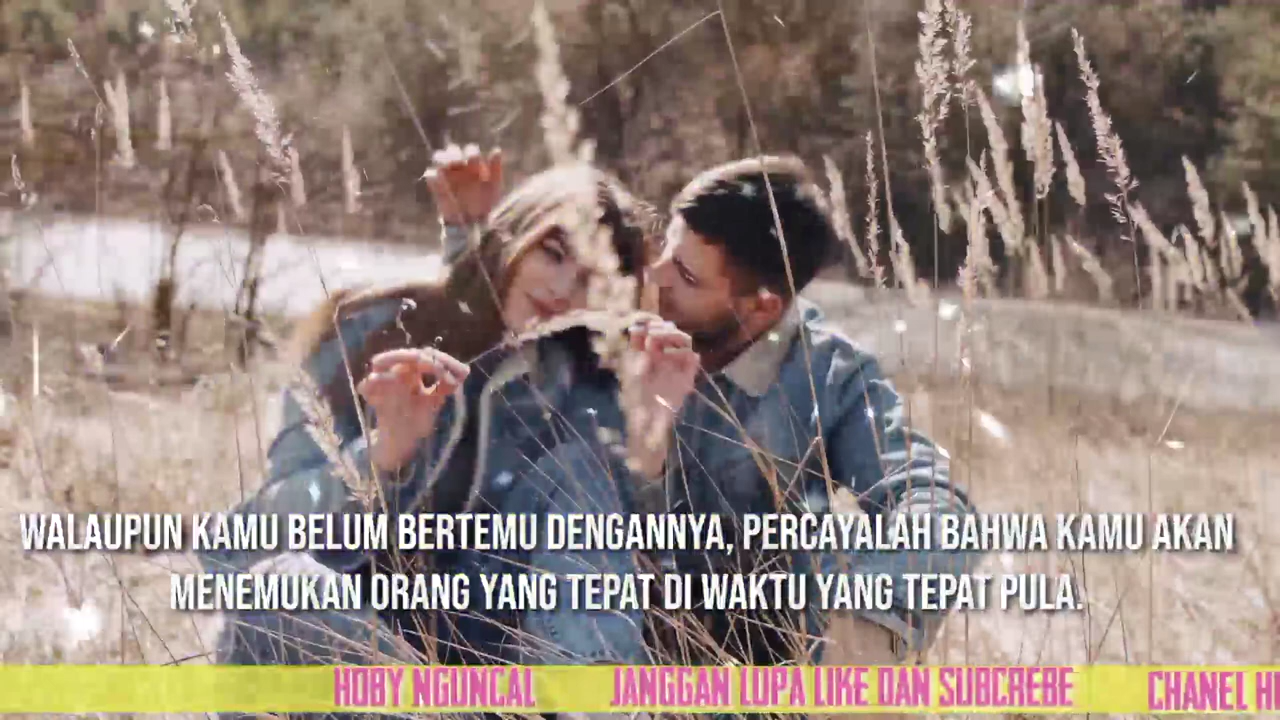 WALAUPUN KAMU BELUM BERTEMU DENGANNYA, PERCAYALAH BAHWA KAMU AKAN
MENEMUKAN ORANG YANG TEPAT DI WAKTU YANG TEPAT PULA.
HOBY NGUNCAL JANGGAN LUPA LIKE DAN SUBCREBE CHANEL